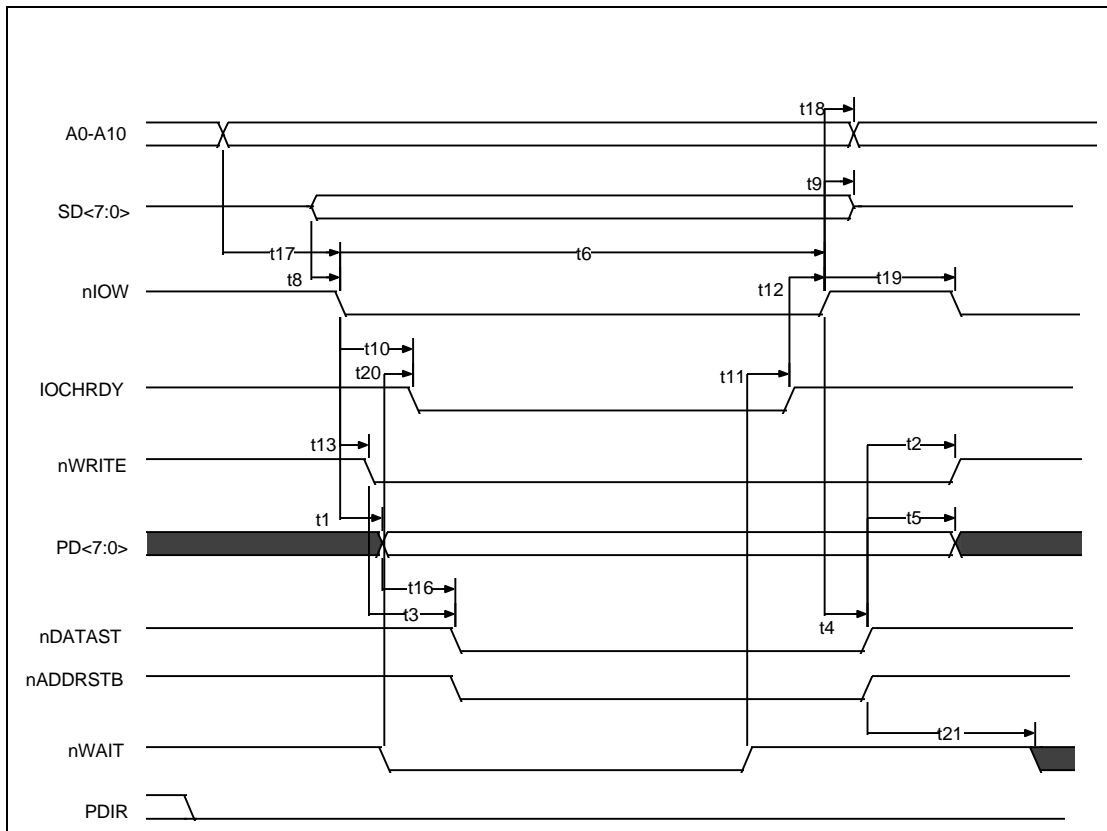 t18
A0-A10
t9
SD<7:0>
t17
t6
t8
t12
t19
nIOW
t10
t20
t11
IOCHRDY
t13
t2
nWRITE
t1
t5
PD<7:0>
t16
t3
t4
nDATAST
nADDRSTB
t21
nWAIT
PDIR